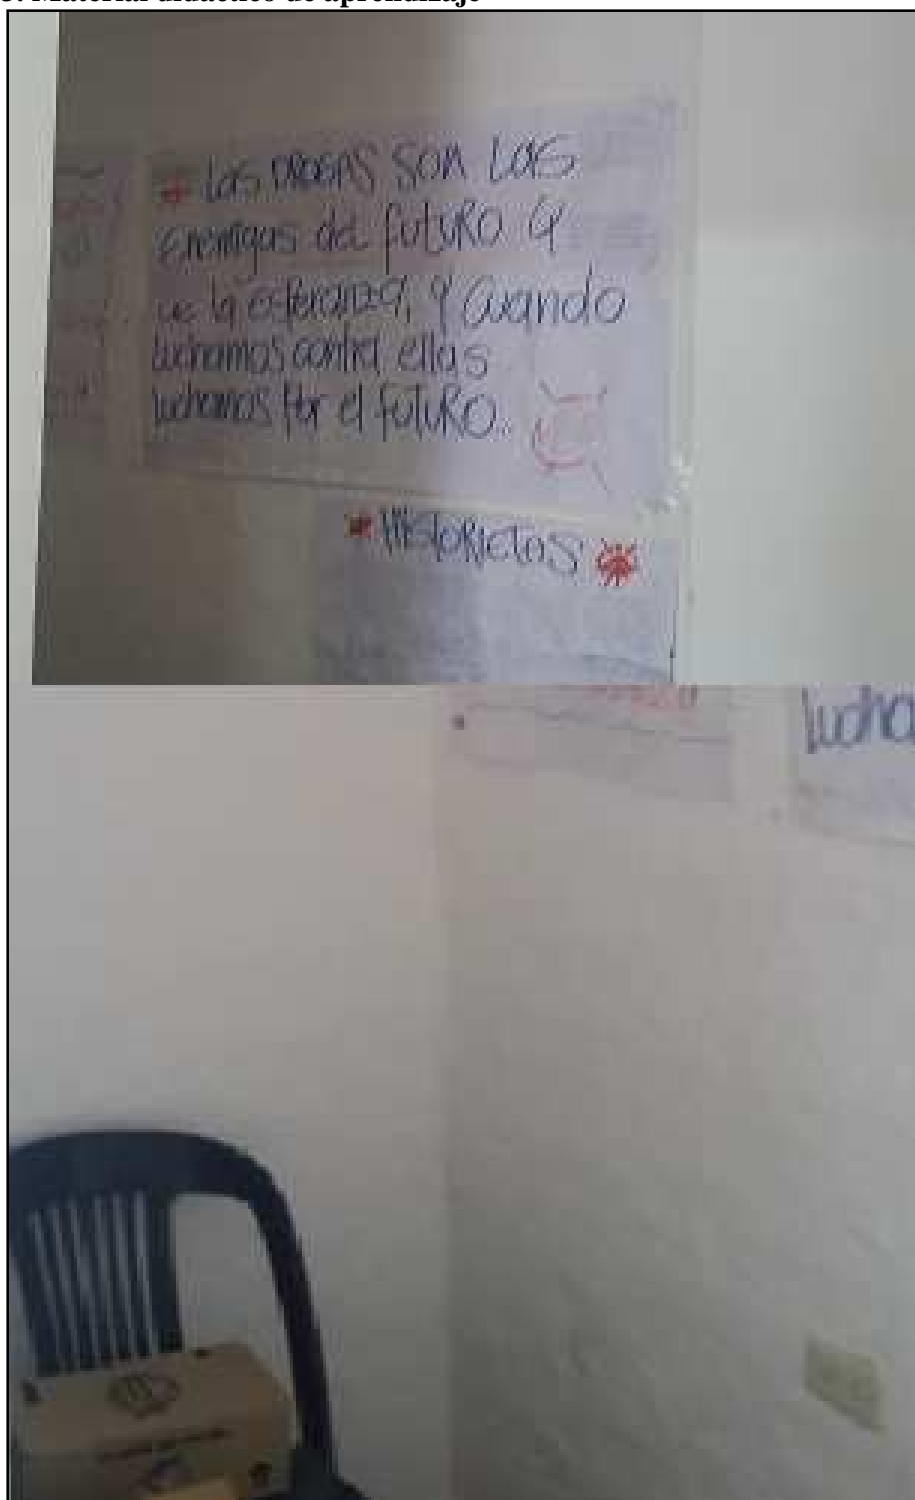 Material didáctico de aprendizaje
* LAS DROGAS SON LAS
enemigas del futuro y
de la esperanza, y cuando
luchamos contra ellas
luchamos por el futuro..
* Historietas *
lucha